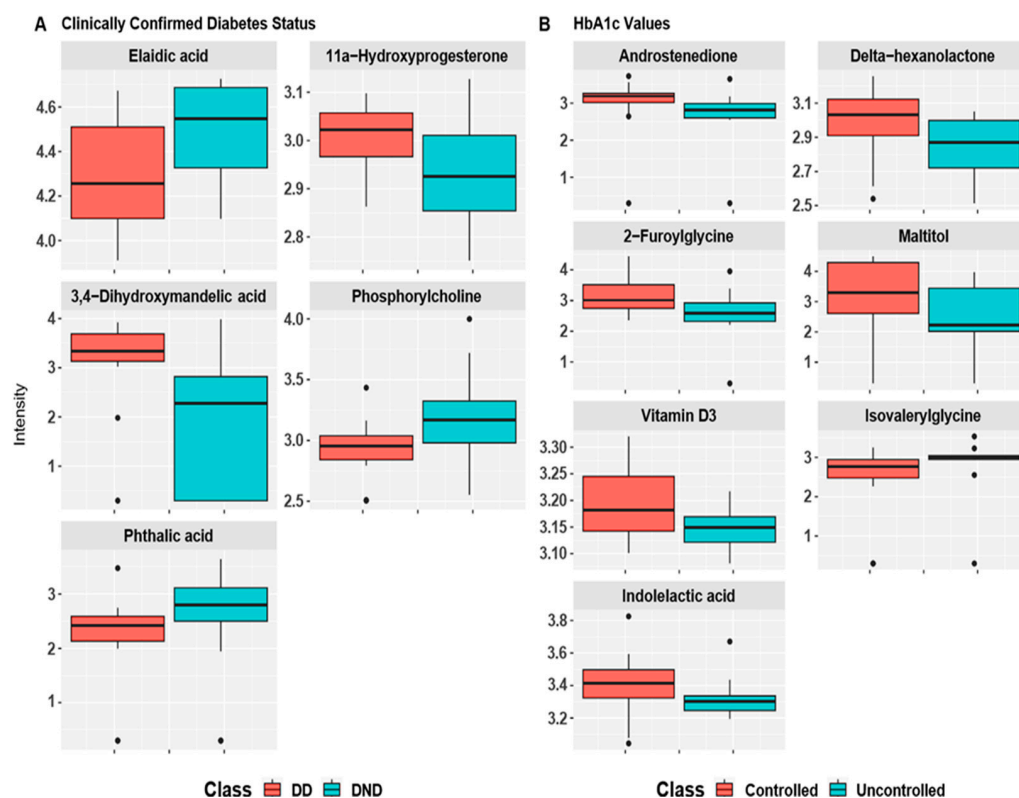 A Clinically Confirmed Diabetes Status
B HbA1c Values
Elaidic acid
11a−Hydroxyprogesterone
4.6
4.4
4.2
4.0
3.1
3.0
2.9
2.8
3,4−Dihydroxymandelic acid
Phosphorylcholine
4
3
2
1
4.0
3.5
3.0
2.5
Phthalic acid
3
2
1
Intensity
Class DD DND
Androstenedione
Delta−hexanolactone
3
2
1
3.1
2.9
2.7
2.5
2−Furoylglycine
Maltitol
4
3
2
1
4
3
2
1
Vitamin D3
Isovalerylglycine
3.30
3.25
3.20
3.15
3.10
3
2
1
Indolelactic acid
3.8
3.6
3.4
3.2
Class Controlled Uncontrolled